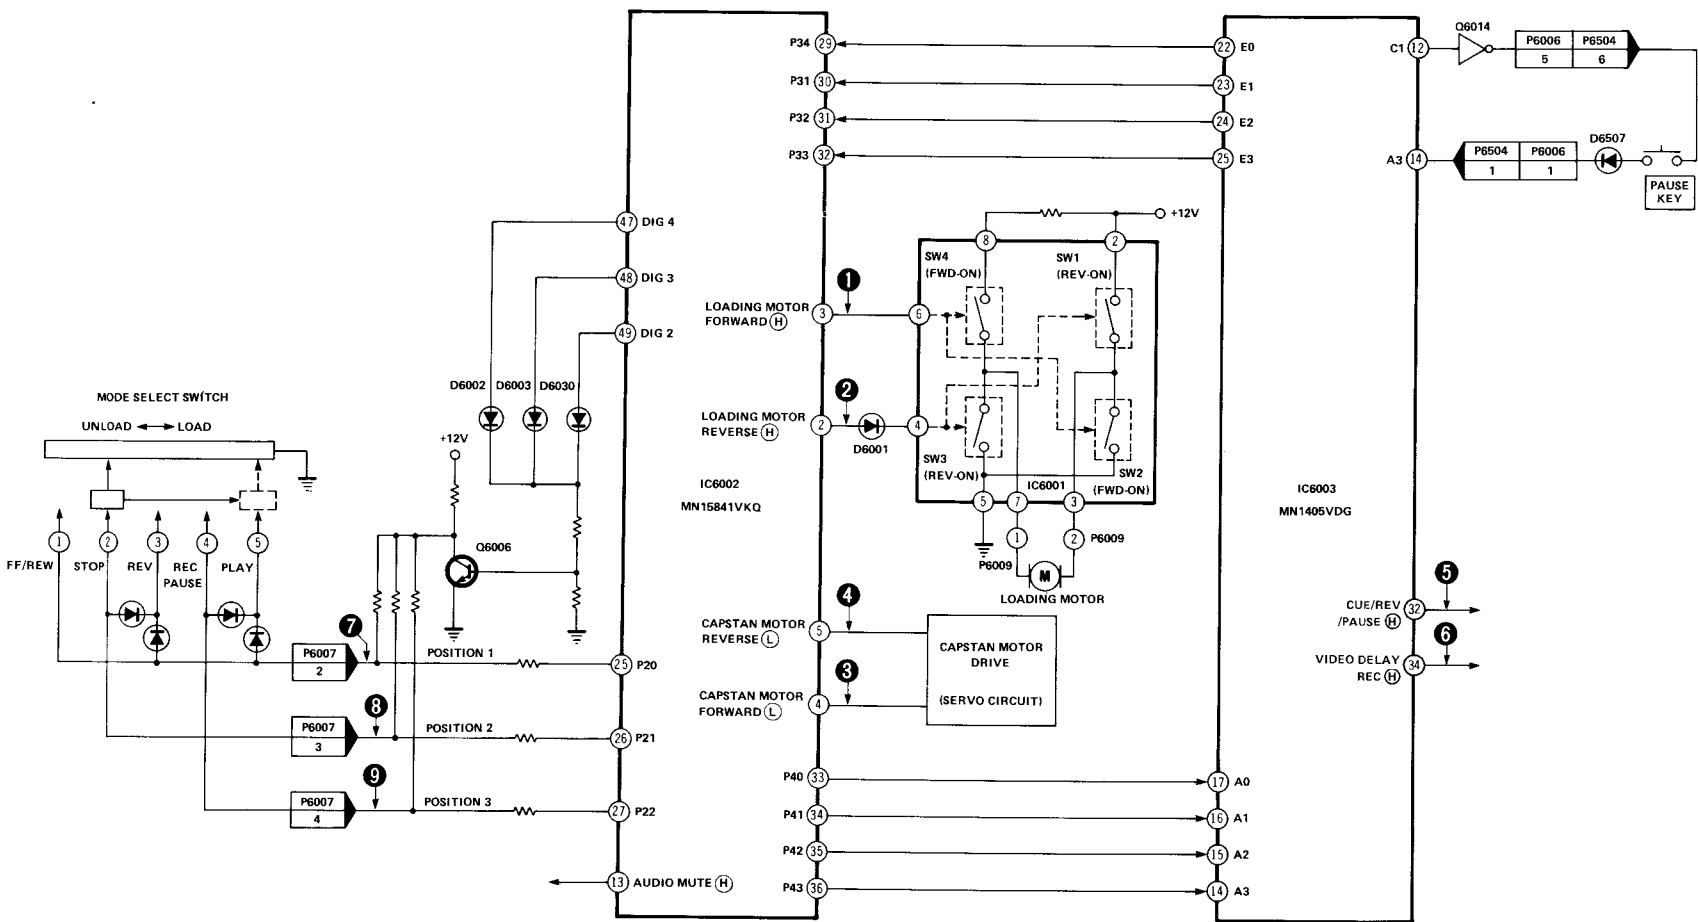 P34 29
P31 30
P32 31
P33 32
22 E0
23 E1
24 E2
25 E3
C1 12
Q6014
P6006 P6504
5 6
A3 14
P6504 P6006
1 1
D6507
PAUSE
KEY
47 DIG 4
48 DIG 3
49 DIG 2
D6002 D6003 D6030
+12V
8 2
SW4
(FWD-ON)
SW1
(REV-ON)
LOADING MOTOR
FORWARD H 3
1
6
LOADING MOTOR
REVERSE H 2
2
D6001
4
SW3
(REV-ON)
SW2
(FWD-ON)
IC6001
5 7 3
1 2 P6009
P6009
M
LOADING MOTOR
MODE SELECT SWITCH
UNLOAD LOAD
+12V
1 2 3 4 5
FF/REW STOP REV REC
PAUSE
PLAY
Q6006
IC6002
MN15841VKQ
IC6003
MN1405VDG
7
P6007
2
POSITION 1
25 P20
8
P6007
3
POSITION 2
26 P21
9
P6007
4
POSITION 3
27 P22
13 AUDIO MUTE H
CAPSTAN MOTOR
REVERSE L 5
4
CAPSTAN MOTOR
FORWARD L 4
3
CAPSTAN MOTOR
DRIVE
(SERVO CIRCUIT)
CUE/REV
/PAUSE H 32
5
VIDEO DELAY
REC H 34
6
P40 33
P41 34
P42 35
P43 36
17 A0
16 A1
15 A2
14 A3